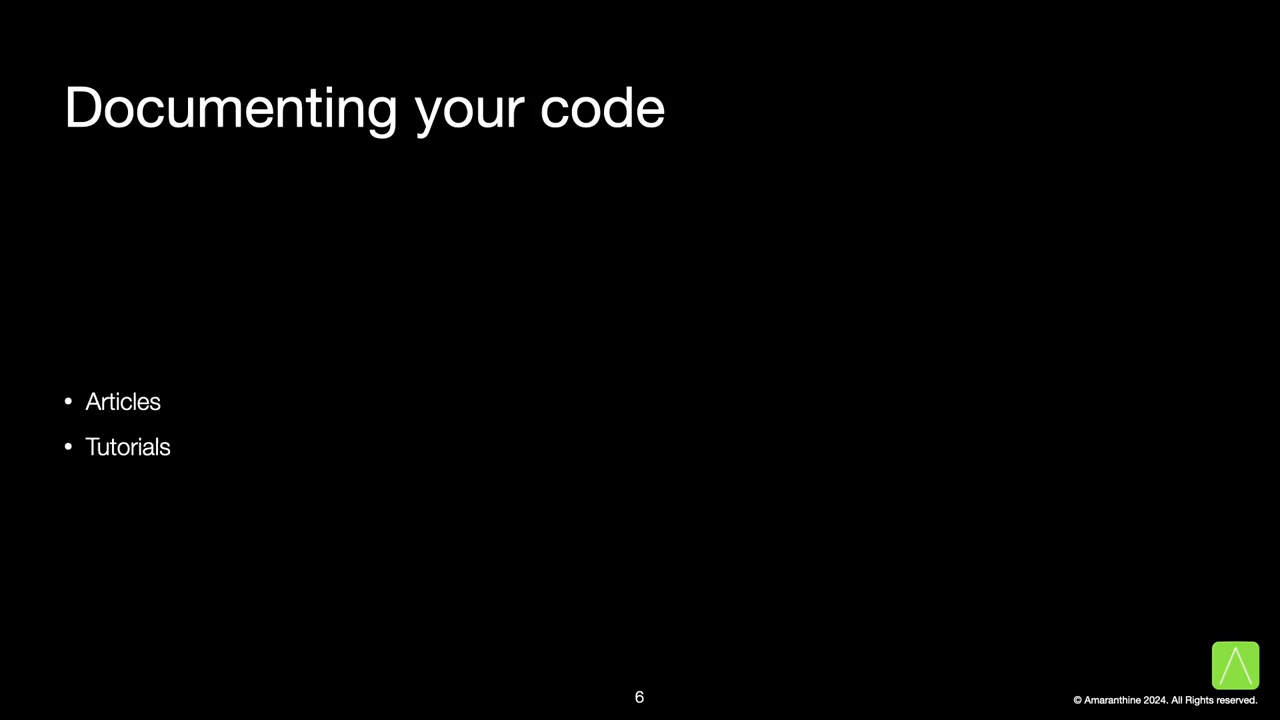 Documenting your code
• Articles
• Tutorials
6
© Amaranthine 2024. All Rights reserved.